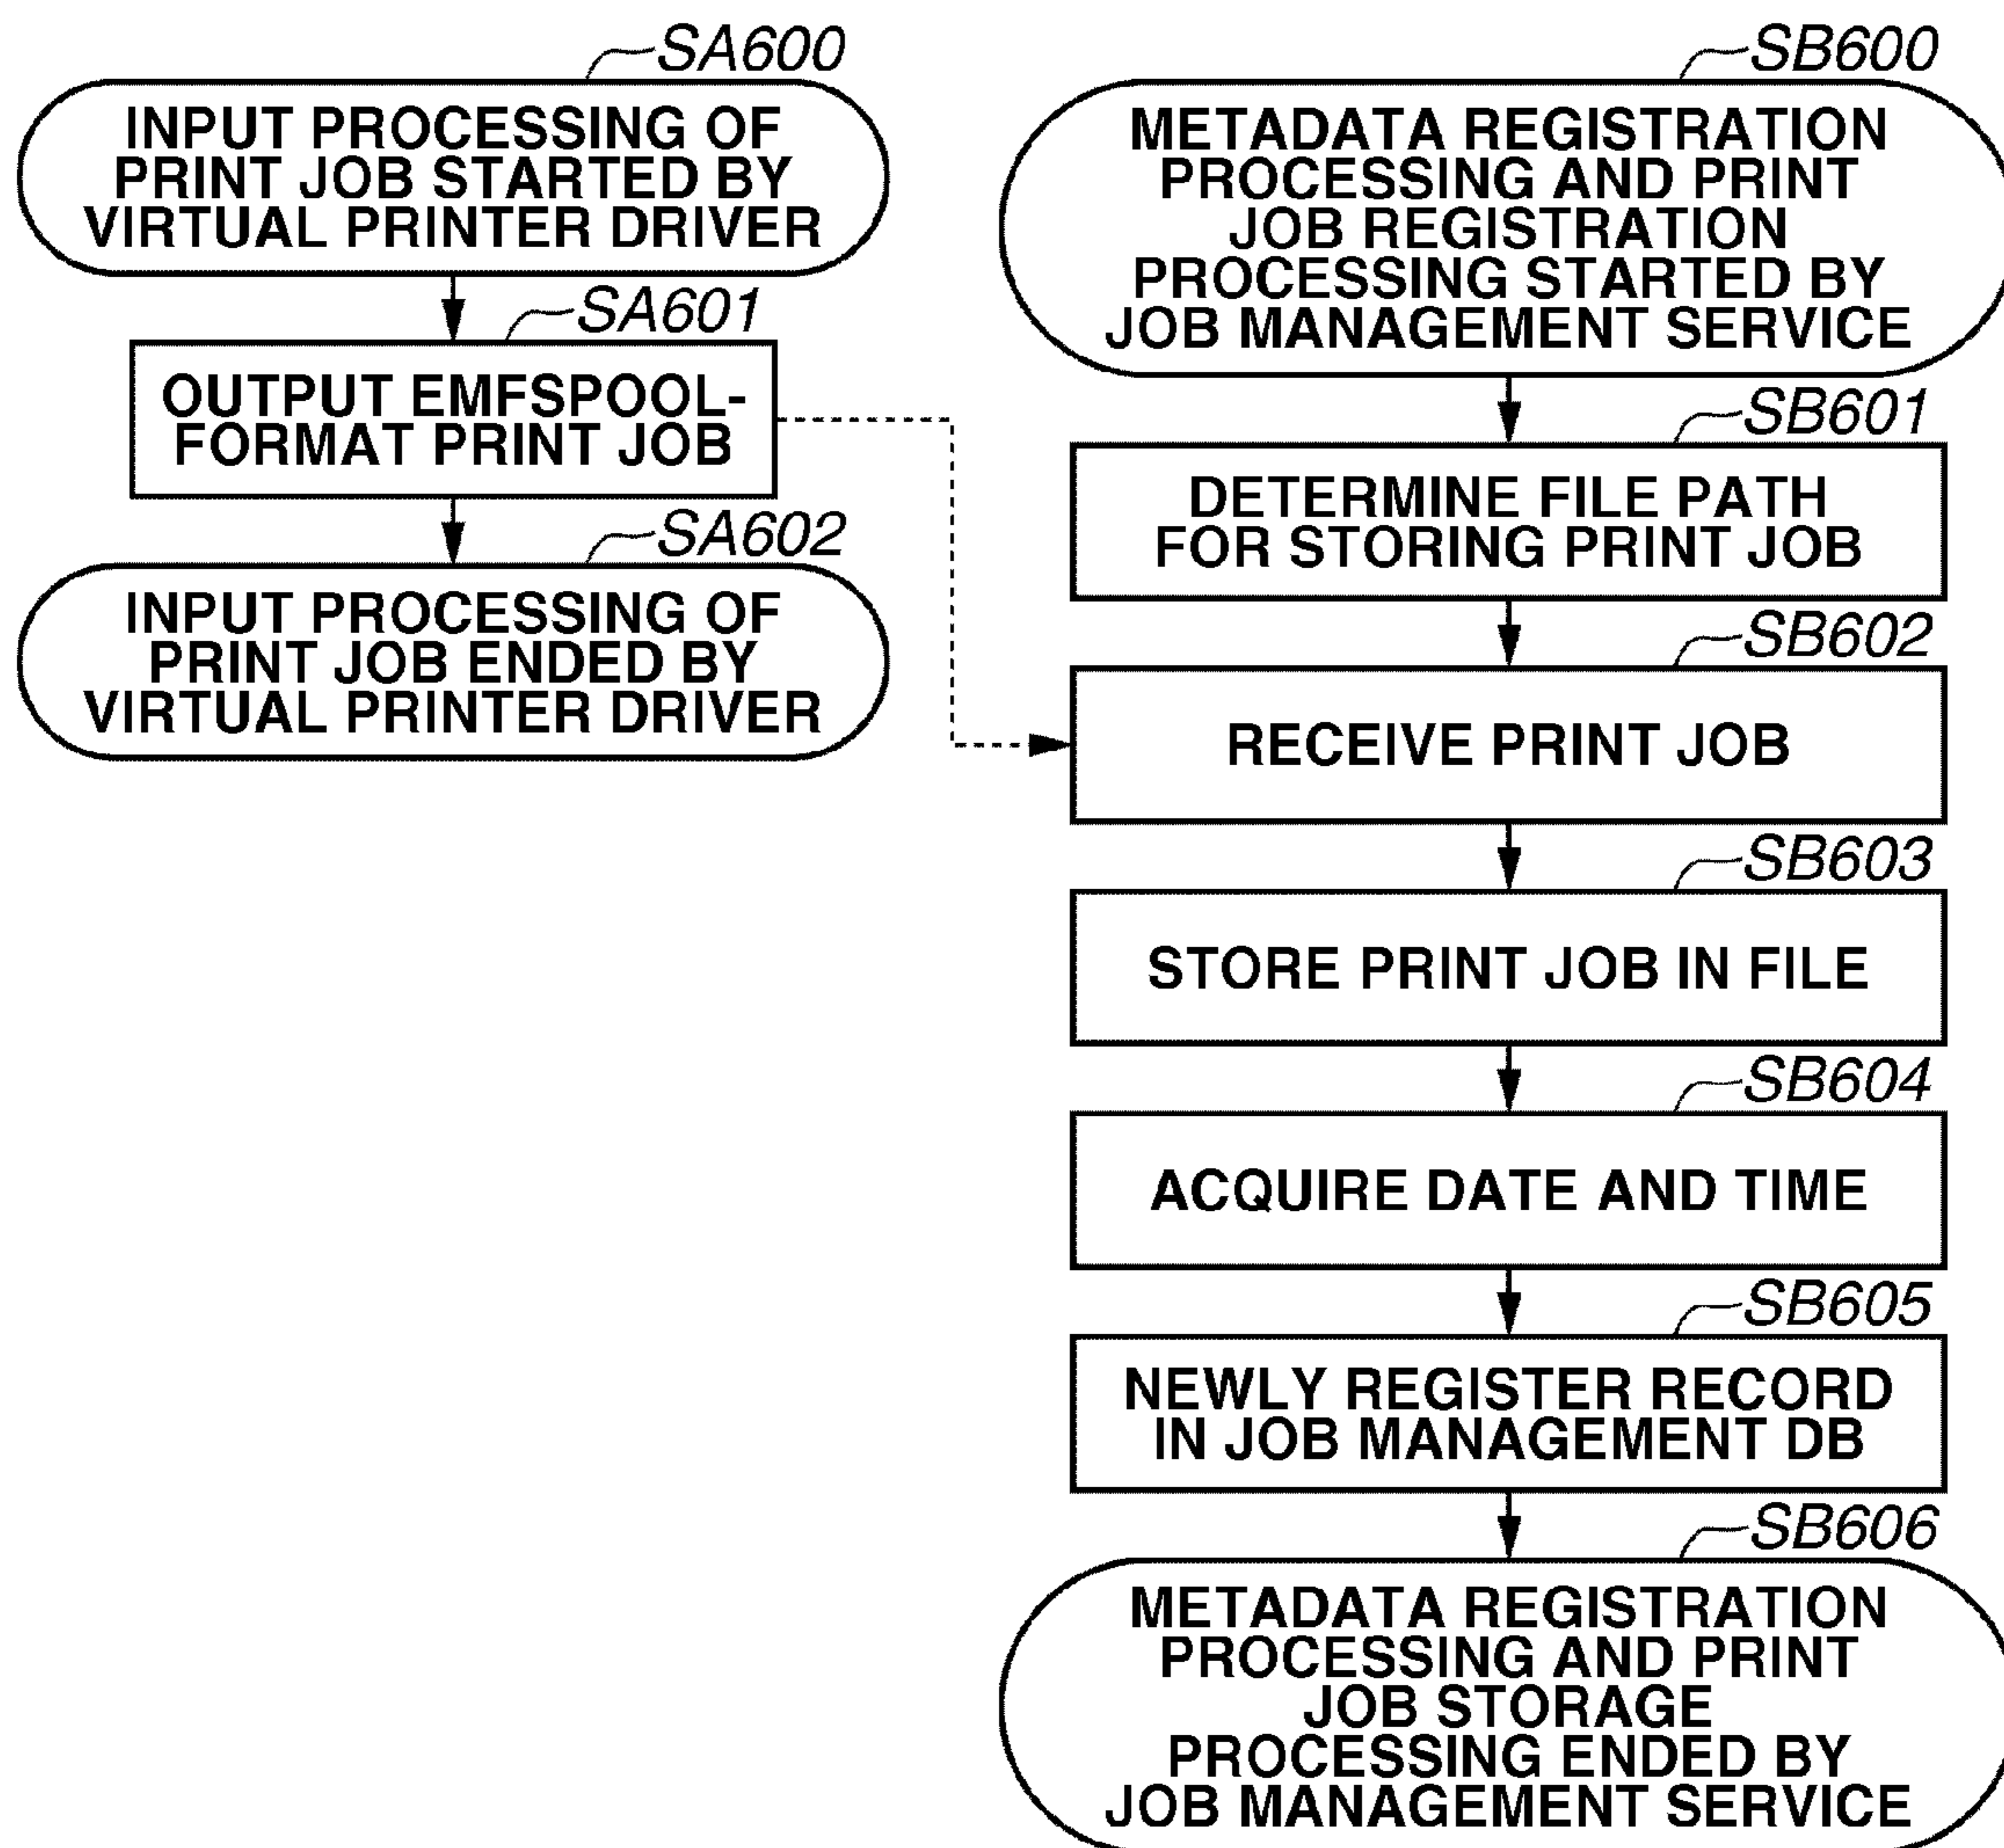 SA600
INPUT PROCESSING OF
PRINT JOB STARTED BY
VIRTUAL PRINTER DRIVER
SA601
OUTPUT EMFSPOOL-
FORMAT PRINT JOB
SA602
INPUT PROCESSING OF
PRINT JOB ENDED BY
VIRTUAL PRINTER DRIVER
SB600
METADATA REGISTRATION
PROCESSING AND PRINT
JOB REGISTRATION
PROCESSING STARTED BY
JOB MANAGEMENT SERVICE
SB601
DETERMINE FILE PATH
FOR STORING PRINT JOB
SB602
RECEIVE PRINT JOB
SB603
STORE PRINT JOB IN FILE
SB604
ACQUIRE DATE AND TIME
SB605
NEWLY REGISTER RECORD
IN JOB MANAGEMENT DB
SB606
METADATA REGISTRATION
PROCESSING AND PRINT
JOB STORAGE
PROCESSING ENDED BY
JOB MANAGEMENT SERVICE